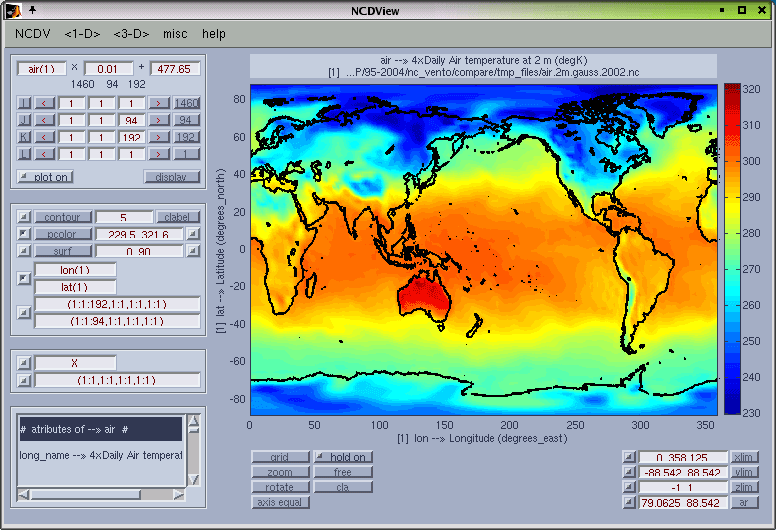 NCDView
NCDV <1-D> <3-D> misc help
air(1) x 0.01 + 477.65
1460 94 192
I < 1 1 1 > 1460
J < 1 1 94 > 94
K < 1 1 192 > 192
L < 1 1 1 > 1
plot on display
contour 5 clabel
pcolor 229.5 321.6
surf 0 90
lon(1)
lat(1)
(1:1:192,1:1,1:1,1:1)
(1:1:94,1:1,1:1,1:1)
X
(1:1,1:1,1:1,1:1)
# atributes of --> air #
long_name --> 4xDaily Air temperat
air --> 4xDaily Air temperature at 2 m (degK)
[1] ...P/95-2004/nc_vento/compare/tmp_files/air.2m.gauss.2002.nc
[1] lat --> Latitude (degrees_north)
80
60
40
20
0
-20
-40
-60
-80
0 50 100 150 200 250 300 350
[1] lon --> Longitude (degrees_east)
320
310
300
290
280
270
260
250
240
230
grid hold on
zoom free
rotate cla
axis equal
0 358.125 xlim
-88.542 88.542 ylim
-1 1 zlim
79.0625 88.542 ar